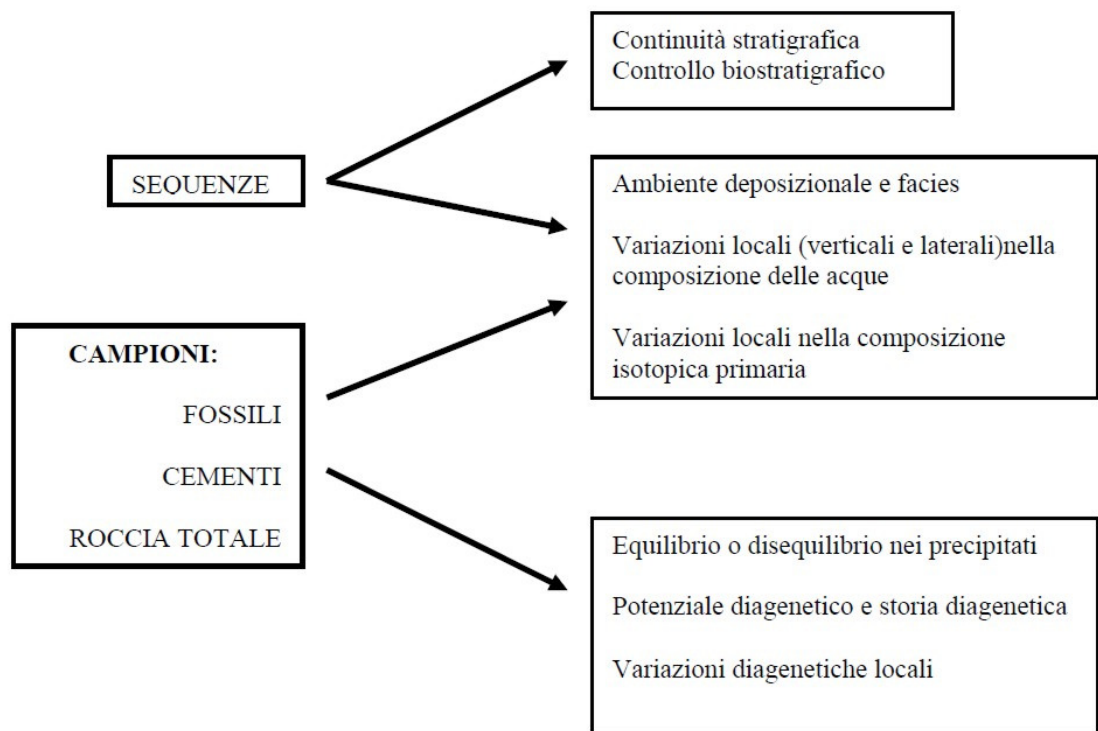 Continuità stratigrafica
Controllo biostratigrafico
SEQUENZE
Ambiente deposizionale e facies
Variazioni locali (verticali e laterali)nella
composizione delle acque
Variazioni locali nella composizione
isotopica primaria
CAMPIONI:
FOSSILI
CEMENTI
ROCCIA TOTALE
Equilibrio o disequilibrio nei precipitati
Potenziale diagenetico e storia diagenetica
Variazioni diagenetiche locali